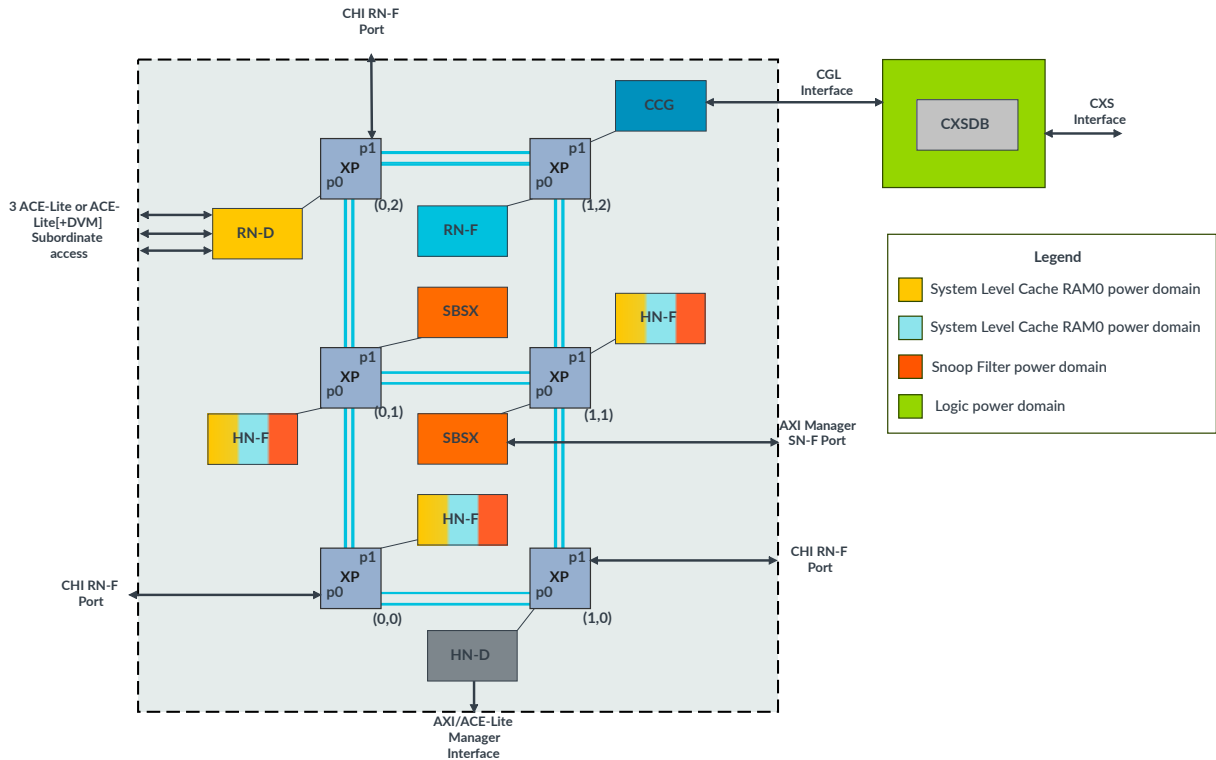 CHI RN-F
Port
CCG
CGL
Interface
CXSDB
CXS
Interface
p1
XP
p0
(0,2)
p1
XP
p0
(1,2)
3 ACE-Lite or ACE-
Lite[+DVM]
Subordinate
access
RN-D
RN-F
Legend
System Level Cache RAM0 power domain
System Level Cache RAM0 power domain
Snoop Filter power domain
Logic power domain
SBSX
HN-F
p1
XP
p0
(0,1)
p1
XP
p0
(1,1)
HN-F
SBSX
AXI Manager
SN-F Port
HN-F
p1
XP
p0
(0,0)
p1
XP
p0
(1,0)
CHI RN-F
Port
CHI RN-F
Port
HN-D
AXI/ACE-Lite
Manager
Interface